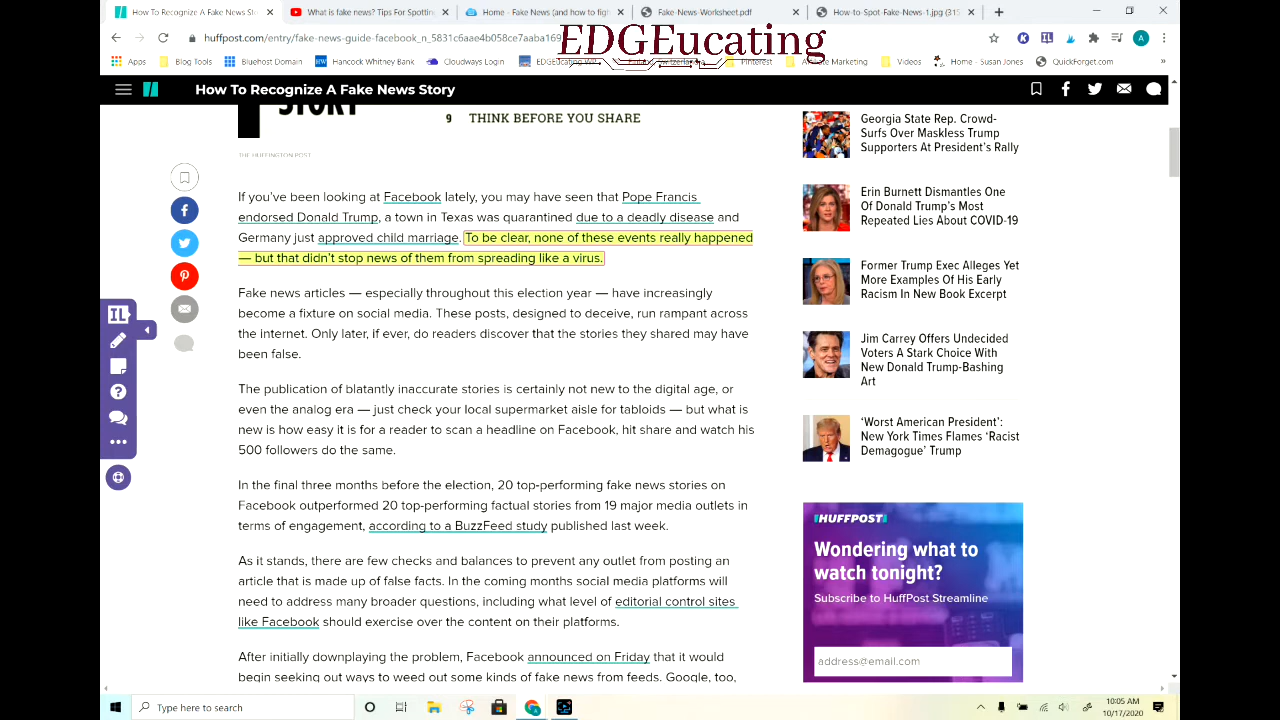 How To Recognize A Fake News St
What is fake news? Tips For Spottin
Home - Fake News (and how to figh
Fake-News-Worksheet.pdf
How-to-Spot-Fake-News-1.jpg (315
huffpost.com/entry/fake-news-guide-facebook_n_5831c6aae4b058ce7aaba169
EDGEucating
Apps
Blog Tools
Bluehost Domain
Hancock Whitney Bank
Cloudways Login
EDGEucating WP
Pinterest
Videos
Home – Susan Jones
QuickForget.com
How To Recognize A Fake News Story
STORY
9 THINK BEFORE YOU SHARE
THE HUFFINGTON POST
If you’ve been looking at Facebook lately, you may have seen that Pope Francis
endorsed Donald Trump, a town in Texas was quarantined due to a deadly disease and
Germany just approved child marriage. To be clear, none of these events really happened
— but that didn’t stop news of them from spreading like a virus.
Fake news articles — especially throughout this election year — have increasingly
become a fixture on social media. These posts, designed to deceive, run rampant across
the internet. Only later, if ever, do readers discover that the stories they shared may have
been false.
The publication of blatantly inaccurate stories is certainly not new to the digital age, or
even the analog era — just check your local supermarket aisle for tabloids — but what is
new is how easy it is for a reader to scan a headline on Facebook, hit share and watch his
500 followers do the same.
In the final three months before the election, 20 top-performing fake news stories on
Facebook outperformed 20 top-performing factual stories from 19 major media outlets in
terms of engagement, according to a BuzzFeed study published last week.
As it stands, there are few checks and balances to prevent any outlet from posting an
article that is made up of false facts. In the coming months social media platforms will
need to address many broader questions, including what level of editorial control sites
like Facebook should exercise over the content on their platforms.
After initially downplaying the problem, Facebook announced on Friday that it would
begin seeking out ways to weed out some kinds of fake news from feeds. Google, too,
Georgia State Rep. Crowd-
Surfs Over Maskless Trump
Supporters At President’s Rally
Erin Burnett Dismantles One
Of Donald Trump’s Most
Repeated Lies About COVID-19
Former Trump Exec Alleges Yet
More Examples Of His Early
Racism In New Book Excerpt
Jim Carrey Offers Undecided
Voters A Stark Choice With
New Donald Trump-Bashing
Art
‘Worst American President’:
New York Times Flames ‘Racist
Demagogue’ Trump
HUFFPOST
Wondering what to
watch tonight?
Subscribe to HuffPost Streamline
address@email.com
IL
Type here to search
10:05 AM
10/17/2020